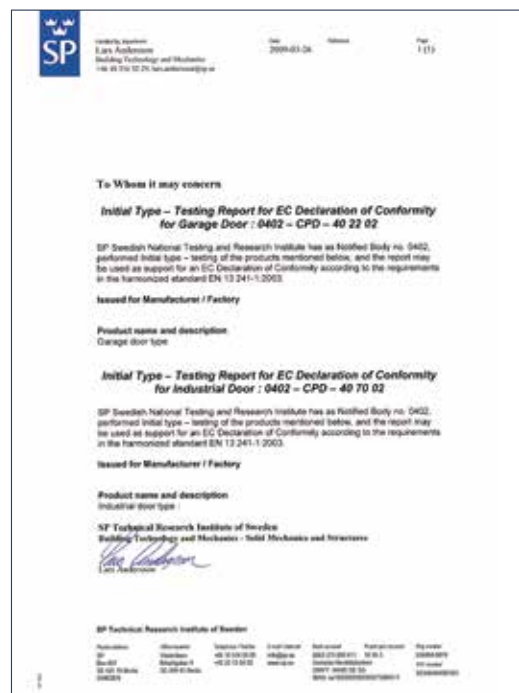 SP
Handled by, department
Lars Andersson
Building Technology and Mechanics
Date
2009-03-26
Reference
Page
1 (1)
To Whom it may concern
Initial Type – Testing Report for EC Declaration of Conformity
for Garage Door : 0402 – CPD – 40 22 02
SP Swedish National Testing and Research Institute has as Notified Body no. 0402,
performed Initial type – testing of the products mentioned below, and the report may
be used as support for an EC Declaration of Conformity according to the requirements
in the harmonized standard EN 13 241-1:2003.
Issued for Manufacturer / Factory
Product name and description
Garage door type
Initial Type – Testing Report for EC Declaration of Conformity
for Industrial Door : 0402 – CPD – 40 70 02
SP Swedish National Testing and Research Institute has as Notified Body no. 0402,
performed Initial type – testing of the products mentioned below, and the report may
be used as support for an EC Declaration of Conformity according to the requirements
in the harmonized standard EN 13 241-1:2003.
Issued for Manufacturer / Factory
Product name and description
Industrial door type :
SP Technical Research Institute of Sweden
Building Technology and Mechanics - Solid Mechanics and Structures
Lars Andersson
Lars Andersson
SP Technical Research Institute of Sweden